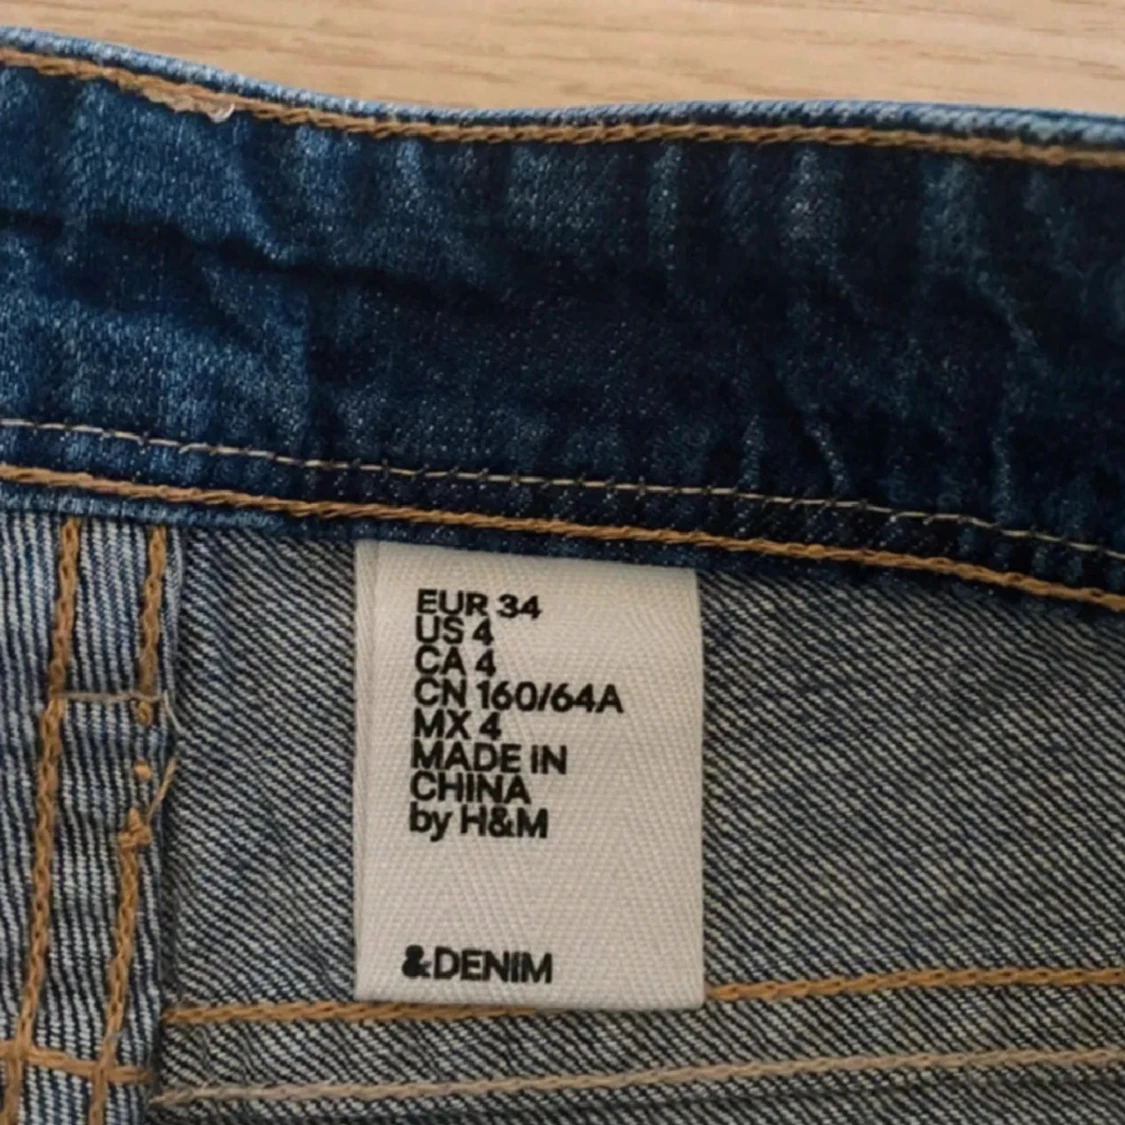 EUR 34
US 4
CA 4
CN 160/64A
MX 4
MADE IN
CHINA
by H&M
&DENIM